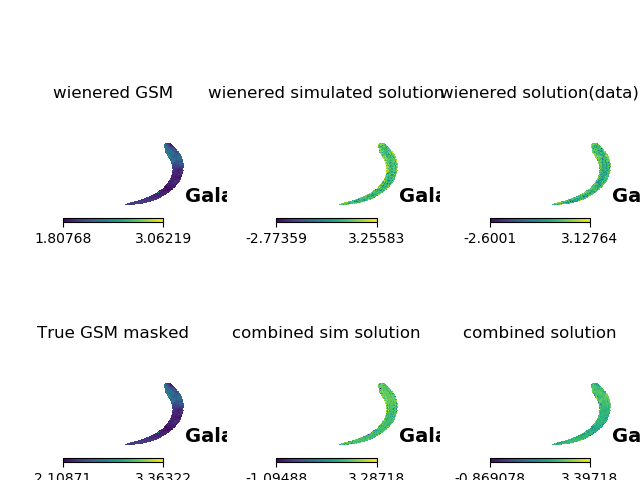 wienered GSM wienered simulated solution wienered solution(data)
Gala Gala Ga
1.80768 3.06219 -2.77359 3.25583 -2.6001 3.12764
True GSM masked combined sim solution combined solution
Gala Gala Ga
2.10871 3.36322 -1.09488 3.28718 -0.869078 3.39718